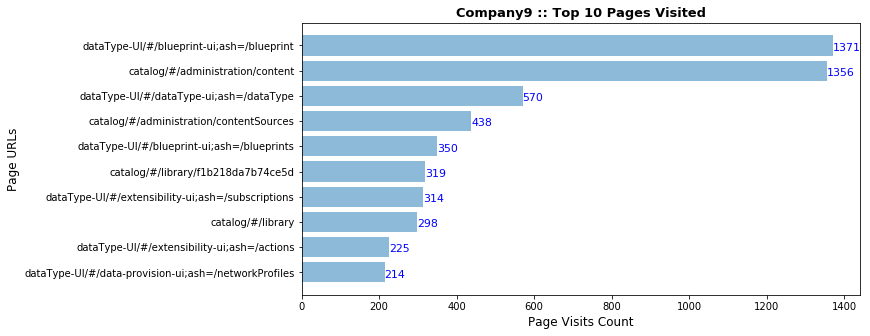 Company9 :: Top 10 Pages Visited
Page URLs
dataType-UI/#/blueprint-ui;ash=/blueprint 1371
catalog/#/administration/content 1356
dataType-UI/#/dataType-ui;ash=/dataType 570
catalog/#/administration/contentSources 438
dataType-UI/#/blueprint-ui;ash=/blueprints 350
catalog/#/library/f1b218da7b74ce5d 319
dataType-UI/#/extensibility-ui;ash=/subscriptions 314
catalog/#/library 298
dataType-UI/#/extensibility-ui;ash=/actions 225
dataType-UI/#/data-provision-ui;ash=/networkProfiles 214
0 200 400 600 800 1000 1200 1400
Page Visits Count